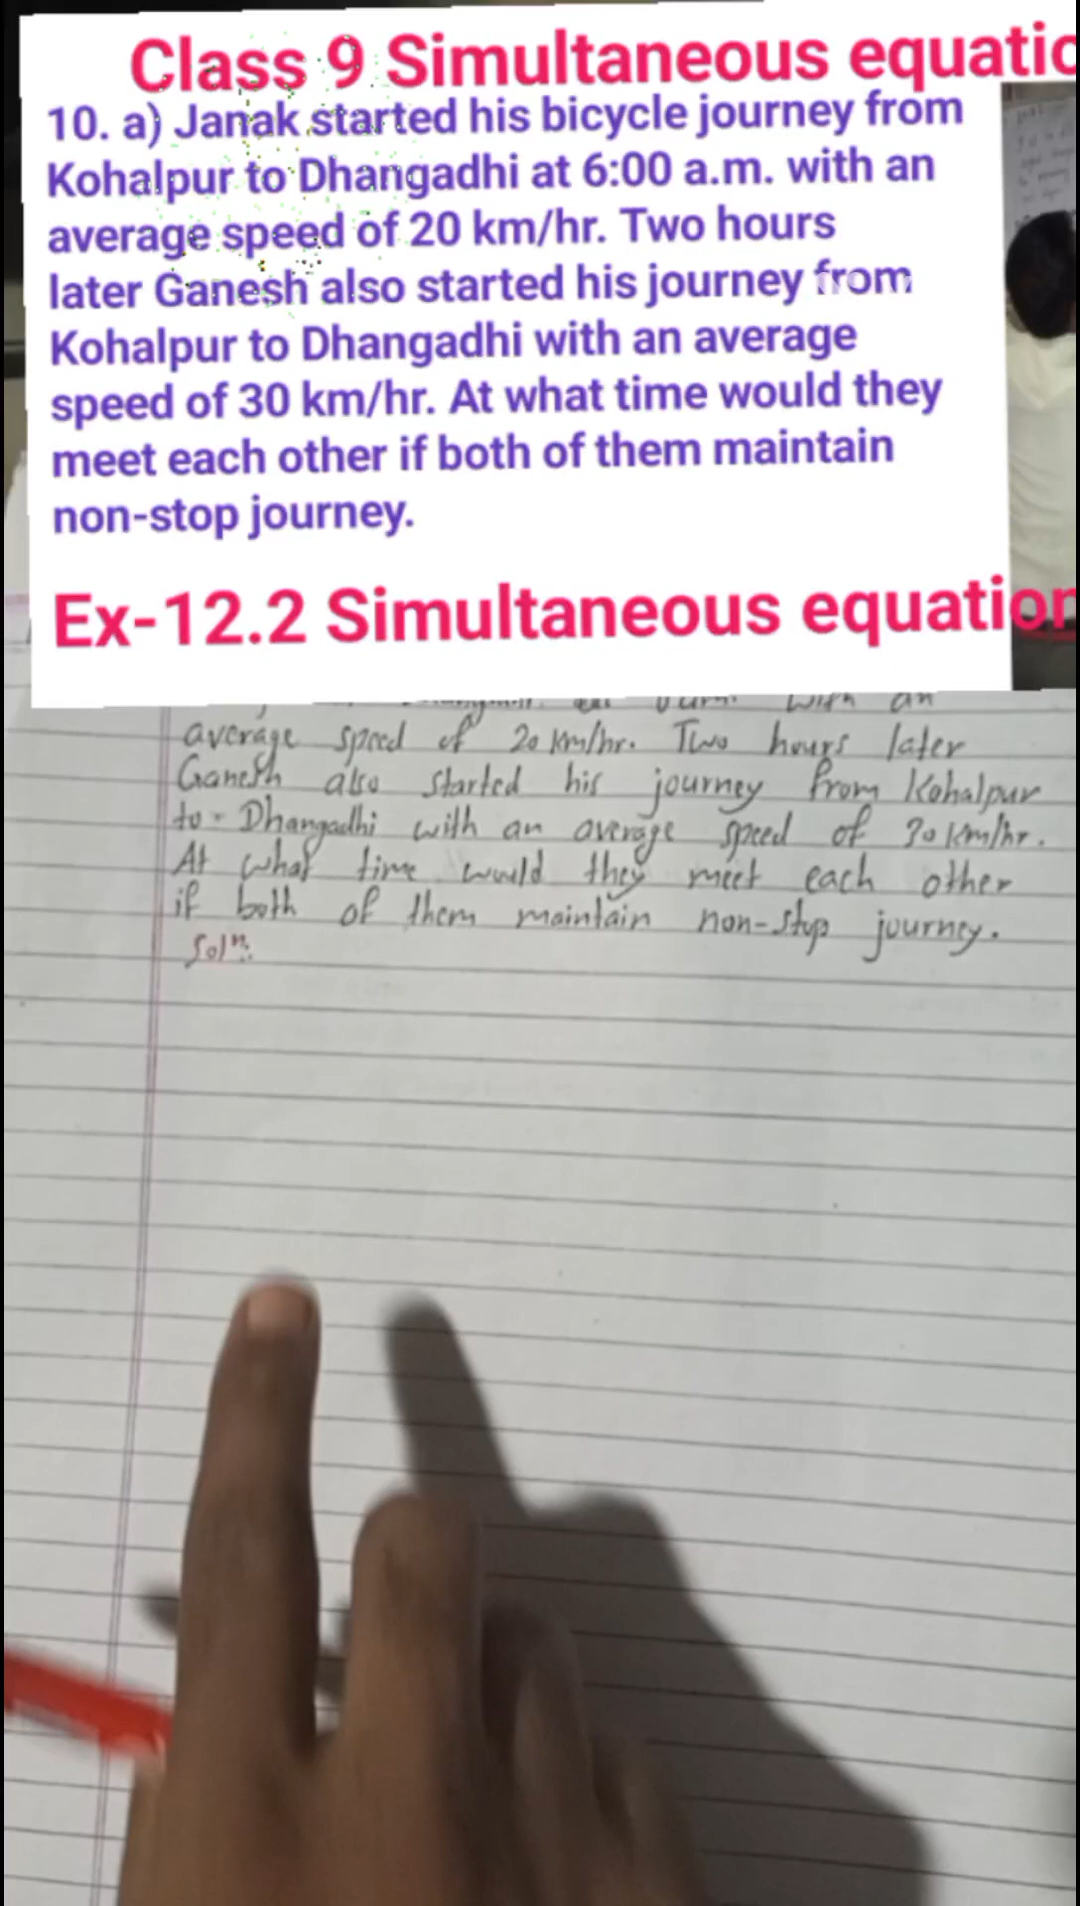 Class 9 Simultaneous equatio
10. a) Janak started his bicycle journey from
Kohalpur to Dhangadhi at 6:00 a.m. with an
average speed of 20 km/hr. Two hours
later Ganesh also started his journey from
Kohalpur to Dhangadhi with an average
speed of 30 km/hr. At what time would they
meet each other if both of them maintain
non-stop journey.
Ex-12.2 Simultaneous equation
with an
average speed of 20 km/hr. Two hours later
Ganesh also started his journey from Kohalpur
to Dhangadhi with an average speed of 30 km/hr.
At what time would they meet each other
if both of them maintain non-stop journey.
Solⁿ: